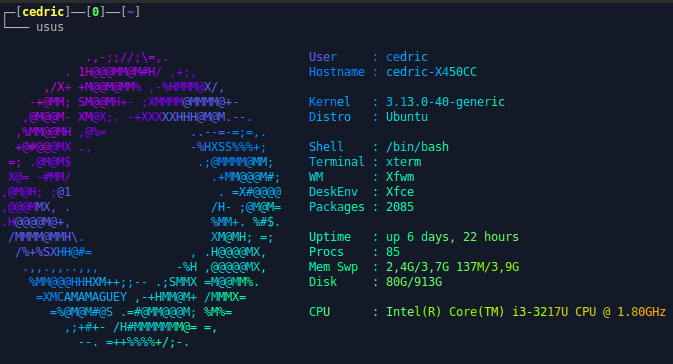 ┌─[cedric]──[0]──[~]
└─── usus
.,-;;//;\=,.
. 1H@@@MM@M#H/ ,+;,
,/X+ +M@@M@MM% ,-%HMMM@X/,
-+@MM; SM@@MH+- ;XMMMM@MMMM@+-
,@M@@M- XM@X;. -+XXXXXHHH@M@M.--.
,%MM@@MH ,@%= ..--=-=;=,.
+@#@@@MX ., -%HXSS%%%+;
=; .@M@MS .;@MMMM@MM;
X@= -#MM/ .+MM@@@M#;
,@M@H; ;@1 . =X#@@@@
,@@@MMX, . /H- ;@M@M=
.H@@@@M@+, %MM+. %#$.
/MMMM@MMH\. XM@MH; =;
/%+%SXHH@#= , .H@@@@MX,
.,,.,,..,,, -%H ,@@@@@MX,
%MM@@@HHHXM++;;-- .;SMMX =M@@MM%.
=XMCAMAMAGUEY ,-+HMM@M+ /MMMX=
=%@M@M#@S .=#@MM@@@M; %M%=
,;+#+- /H#MMMMMMM@= =,
--. =++%%%%+/;-.
User : cedric
Hostname : cedric-X450CC
Kernel : 3.13.0-40-generic
Distro : Ubuntu
Shell : /bin/bash
Terminal : xterm
WM : Xfwm
DeskEnv : Xfce
Packages : 2085
Uptime : up 6 days, 22 hours
Procs : 85
Mem Swp : 2,4G/3,7G 137M/3,9G
Disk : 80G/913G
CPU : Intel(R) Core(TM) i3-3217U CPU @ 1.80GHz